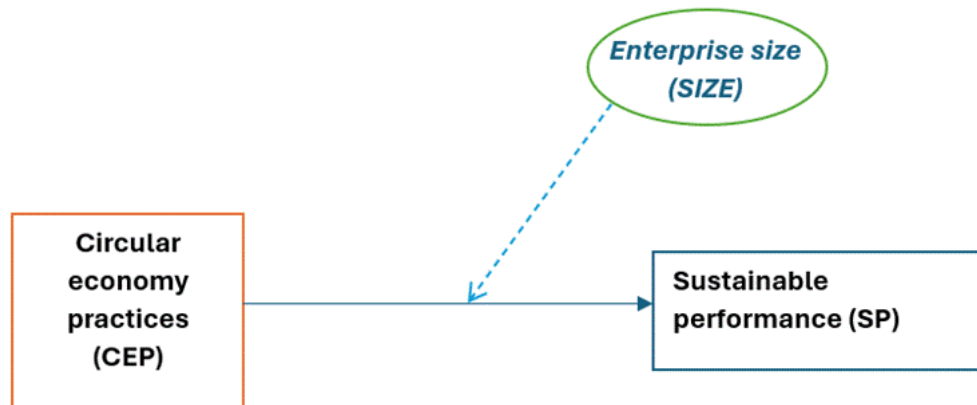 Enterprise size
(SIZE)
Circular
economy
practices
(CEP)
Sustainable
performance (SP)